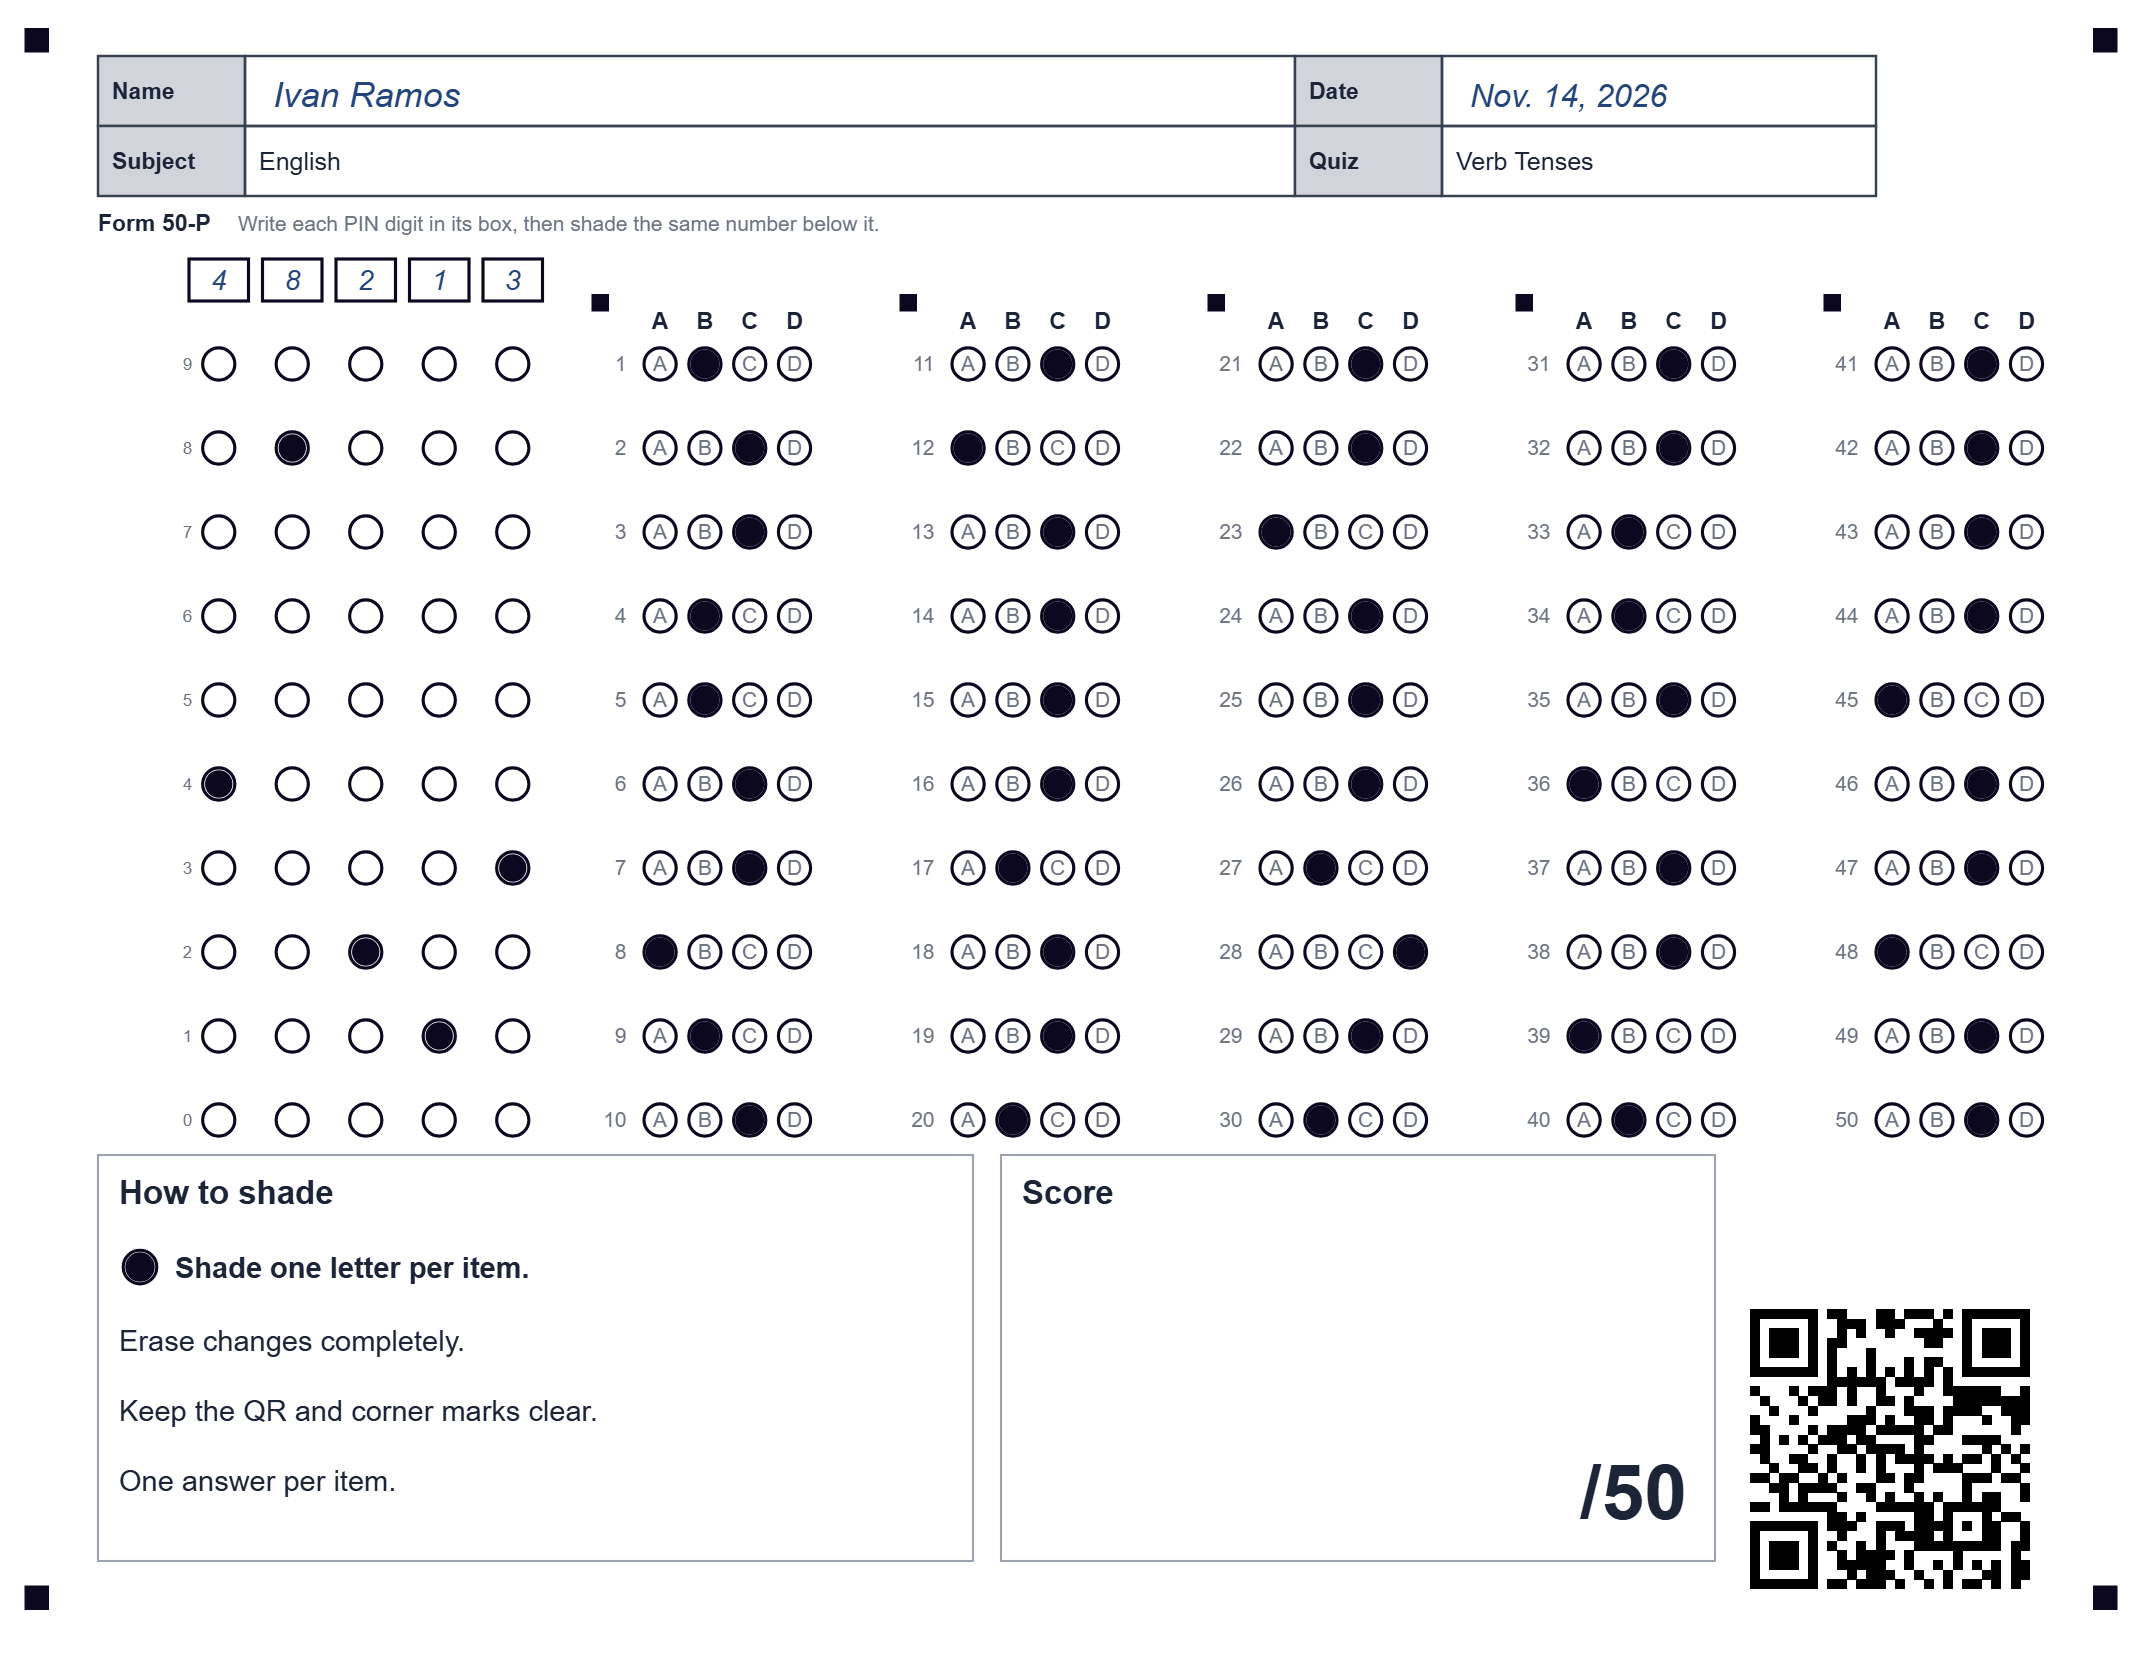 Name Ivan Ramos Date Nov. 14, 2026
Subject English Quiz Verb Tenses
Form 50-P Write each PIN digit in its box, then shade the same number below it.
4 8 2 1 3
A B C D A B C D A B C D A B C D A B C D
9 1 A C D 11 A B D 21 A B D 31 A B D 41 A B D
8 2 A B D 12 B C D 22 A B D 32 A B D 42 A B D
7 3 A B D 13 A B D 23 B C D 33 A C D 43 A B D
6 4 A C D 14 A B D 24 A B D 34 A C D 44 A B D
5 5 A C D 15 A B D 25 A B D 35 A B D 45 B C D
4 6 A B D 16 A B D 26 A B D 36 B C D 46 A B D
3 7 A B D 17 A C D 27 A C D 37 A B D 47 A B D
2 8 B C D 18 A B D 28 A B C 38 A B D 48 B C D
1 9 A C D 19 A B D 29 A B D 39 B C D 49 A B D
0 10 A B D 20 A C D 30 A C D 40 A C D 50 A B D
How to shade
Shade one letter per item.
Erase changes completely.
Keep the QR and corner marks clear.
One answer per item.
Score
/50